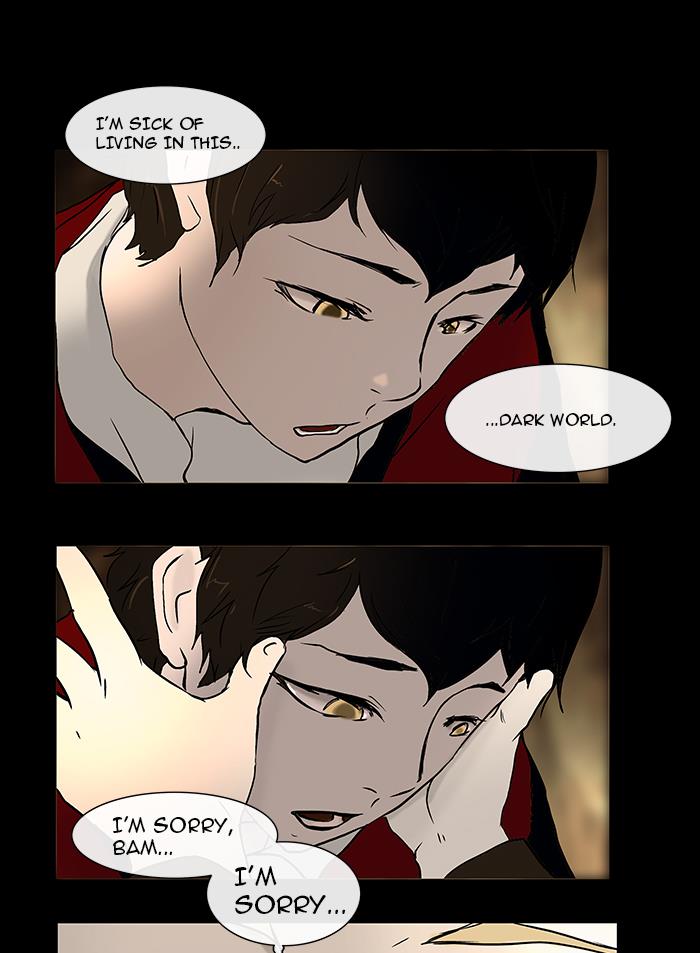 I'M SICK OF
LIVING IN THIS..
...DARK WORLD.
I'M SORRY,
BAM...
I'M
SORRY...